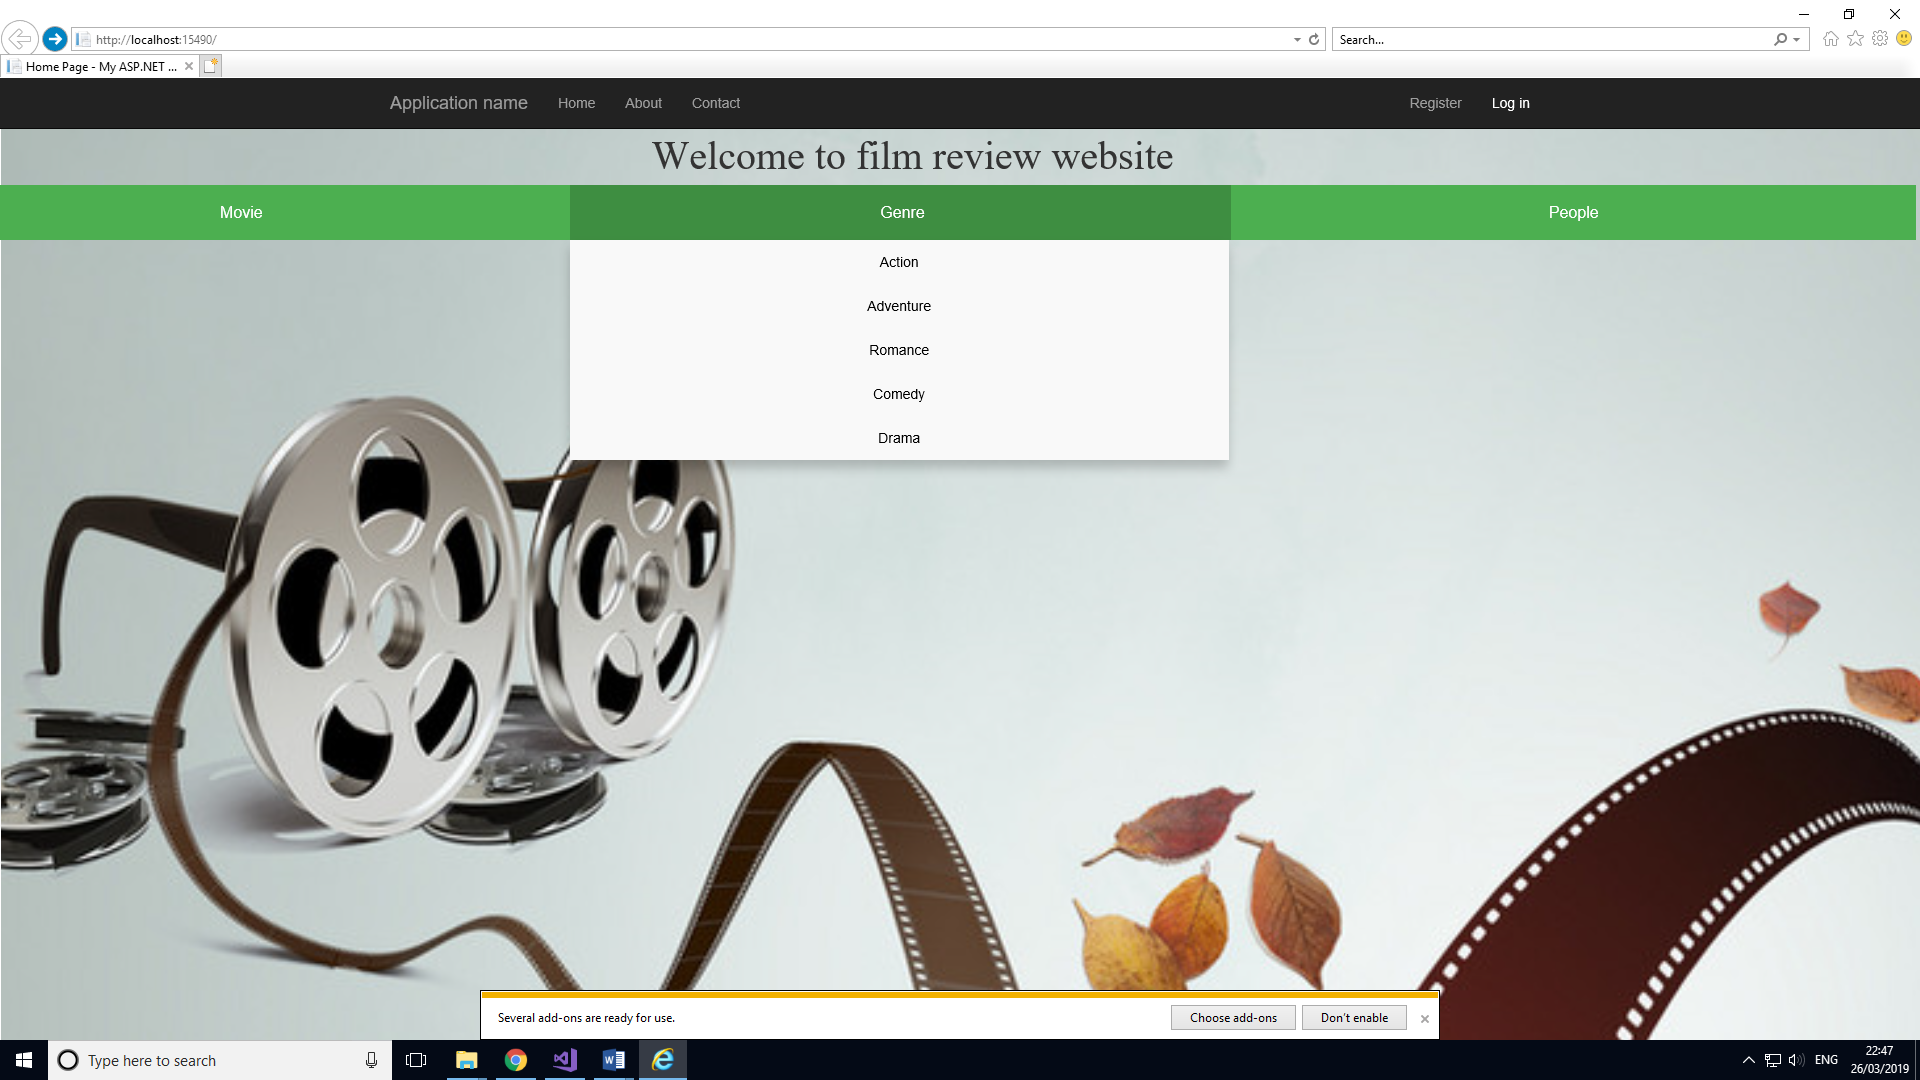 http://localhost:15490/
Search...
Home Page - My ASP.NET ...
Application name Home About Contact Register Log in
Welcome to film review website
Movie Genre People
Action
Adventure
Romance
Comedy
Drama
Several add-ons are ready for use. Choose add-ons Don't enable
Type here to search
ENG
22:47
26/03/2019